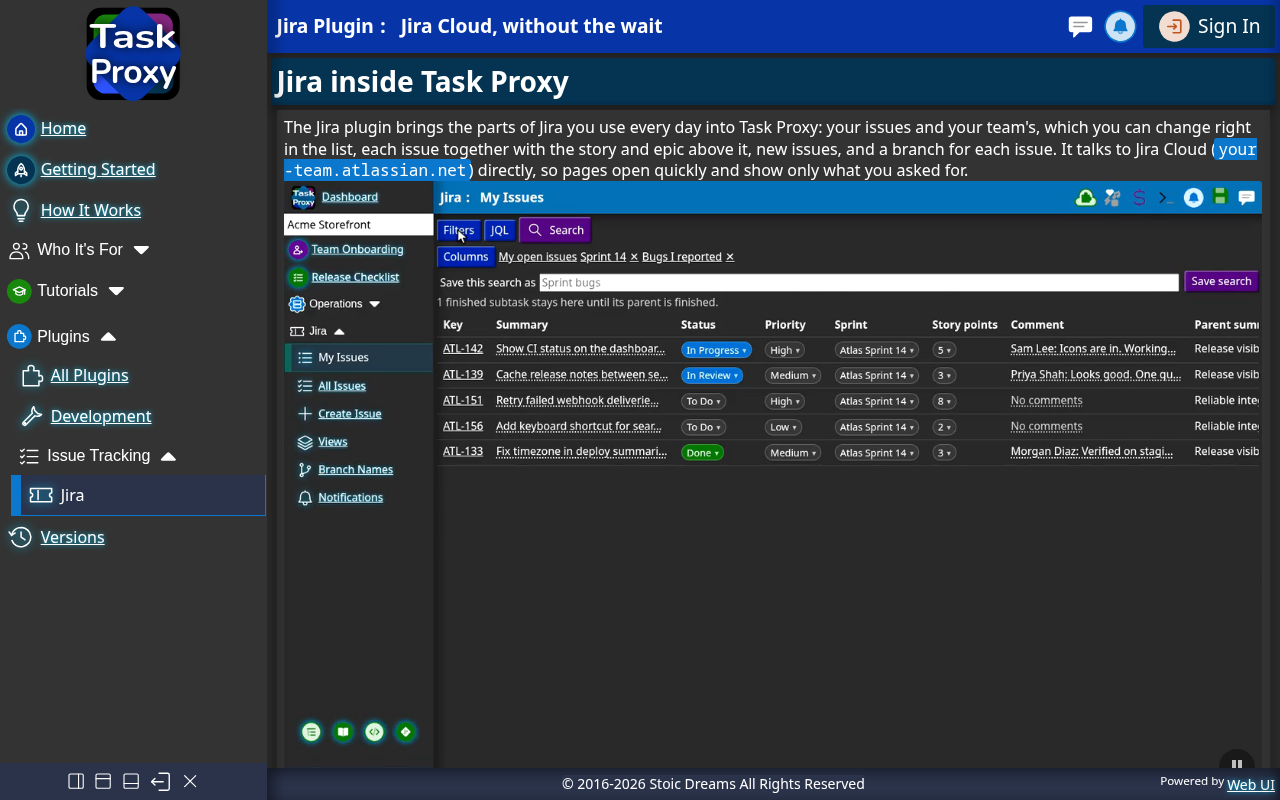 Task
Proxy
Home
Getting Started
How It Works
Who It's For
Tutorials
Plugins
All Plugins
Development
Issue Tracking
Jira
Versions
Jira Plugin : Jira Cloud, without the wait
Sign In
Jira inside Task Proxy
The Jira plugin brings the parts of Jira you use every day into Task Proxy: your issues and your team's, which you can change right
in the list, each issue together with the story and epic above it, new issues, and a branch for each issue. It talks to Jira Cloud ( your
-team.atlassian.net ) directly, so pages open quickly and show only what you asked for.
Task
Proxy
Dashboard
Acme Storefront
Team Onboarding
Release Checklist
Operations
Jira
My Issues
All Issues
Create Issue
Views
Branch Names
Notifications
Jira : My Issues
Filters JQL Search
Columns My open issues Sprint 14 ✕ Bugs I reported ✕
Save this search as Sprint bugs Save search
1 finished subtask stays here until its parent is finished.
Key Summary Status Priority Sprint Story points Comment Parent sum
ATL-142 Show CI status on the dashboar... In Progress High Atlas Sprint 14 5 Sam Lee: Icons are in. Working... Release visib
ATL-139 Cache release notes between se... In Review Medium Atlas Sprint 14 3 Priya Shah: Looks good. One qu... Release visib
ATL-151 Retry failed webhook deliverie... To Do High Atlas Sprint 14 8 No comments Reliable inte
ATL-156 Add keyboard shortcut for sear... To Do Low Atlas Sprint 14 2 No comments Reliable inte
ATL-133 Fix timezone in deploy summari... Done Medium Atlas Sprint 14 3 Morgan Diaz: Verified on stagi... Release visib
© 2016-2026 Stoic Dreams All Rights Reserved
Powered by Web UI